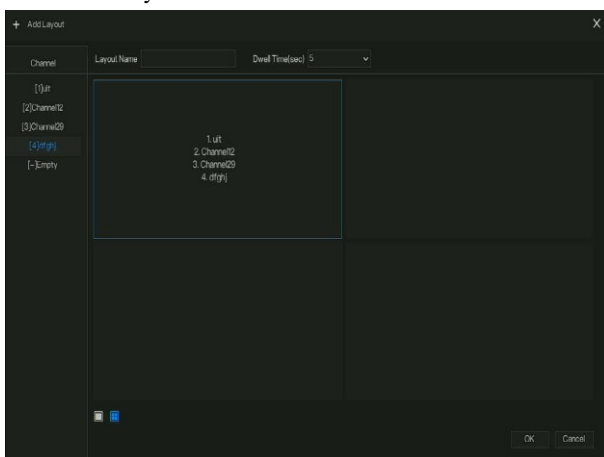 + Add Layout X
Channel
Layout Name
Dwell Time(sec) 5
[1]uit
[2]Channel12
[3]Channel29
[4]dfghj
[-]Empty
1. uit
2. Channel12
3. Channel29
4. dfghj
OK Cancel